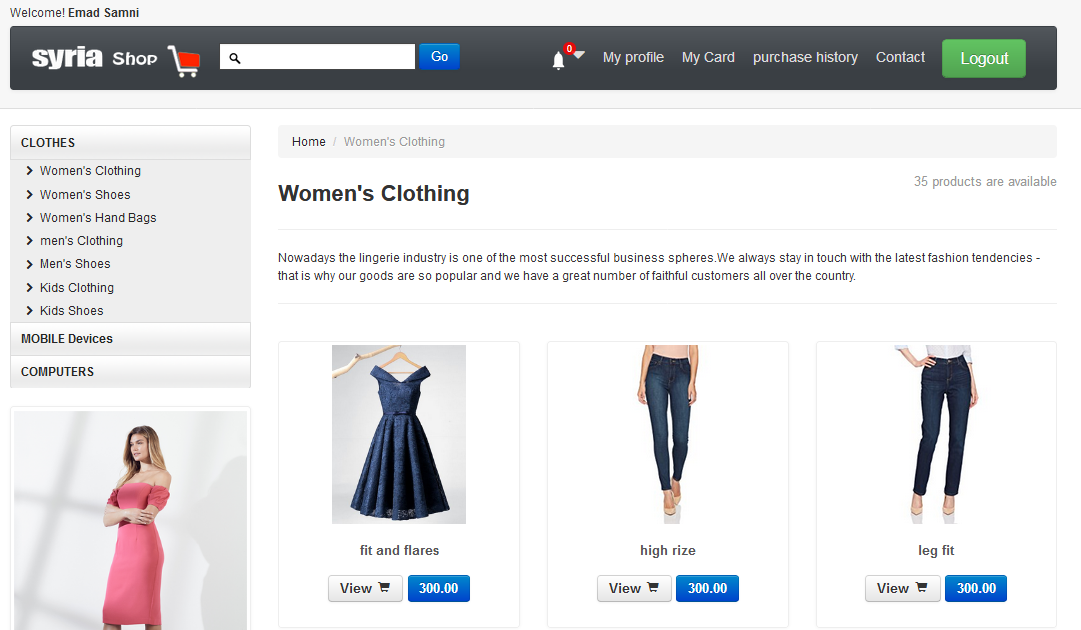 Welcome! Emad Samni
syria Shop
Go
0
My profile
My Card
purchase history
Contact
Logout
CLOTHES
Women's Clothing
Women's Shoes
Women's Hand Bags
men's Clothing
Men's Shoes
Kids Clothing
Kids Shoes
MOBILE Devices
COMPUTERS
Home / Women's Clothing
Women's Clothing
35 products are available
Nowadays the lingerie industry is one of the most successful business spheres.We always stay in touch with the latest fashion tendencies -
that is why our goods are so popular and we have a great number of faithful customers all over the country.
fit and flares
View 300.00
high rize
View 300.00
leg fit
View 300.00